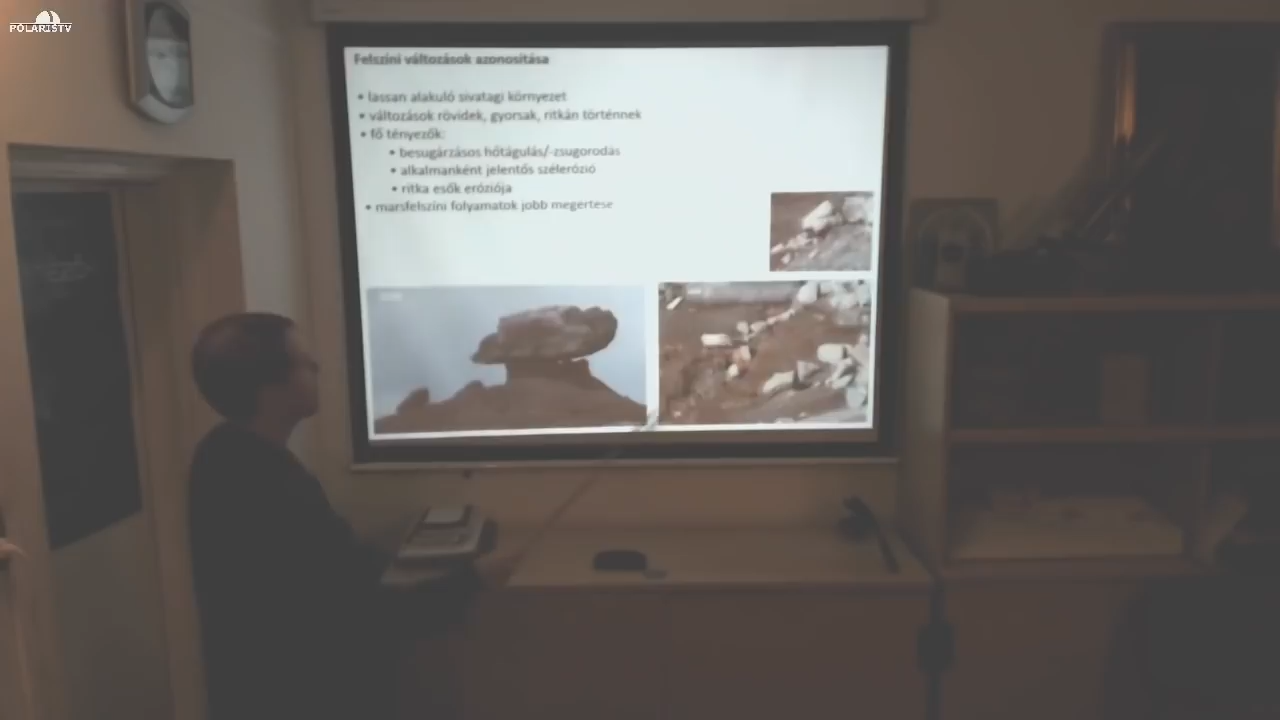 POLARISTV
Felszíni változások azonosítása
• lassan alakuló sivatagi környezet
• változások rövidek, gyorsak, ritkán történnek
• fő tényezők:
• besugárzásos hőtágulás/-zsugorodás
• alkalmanként jelentős szélerózió
• ritka esők eróziója
• marsfelszíni folyamatok jobb megértése